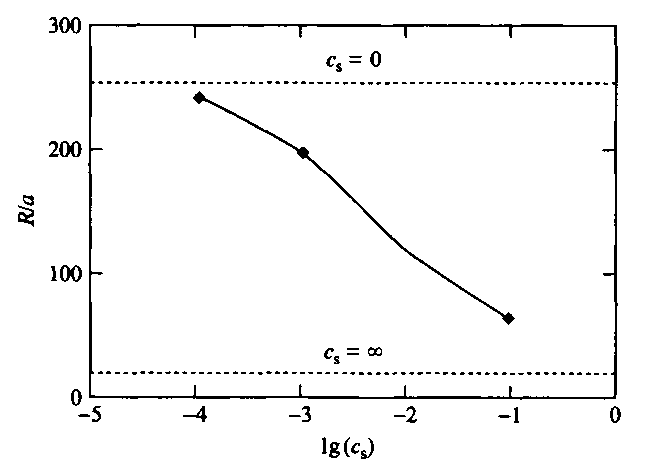 300
c_s = 0
200
R/a
100
c_s = ∞
0
−5 −4 −3 −2 −1 0
lg(c_s)